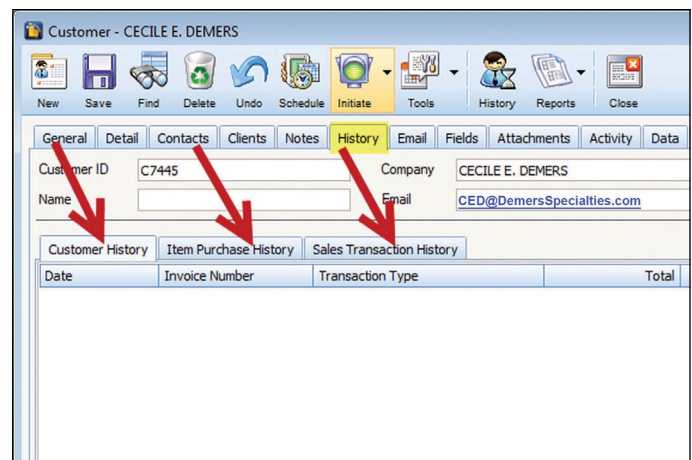 Customer - CECILE E. DEMERS
New Save Find Delete Undo Schedule Initiate Tools History Reports Close
General Detail Contacts Clients Notes History Email Fields Attachments Activity Data
Customer ID C7445 Company CECILE E. DEMERS
Name Email CED@DemersSpecialties.com
Customer History Item Purchase History Sales Transaction History
Date Invoice Number Transaction Type Total